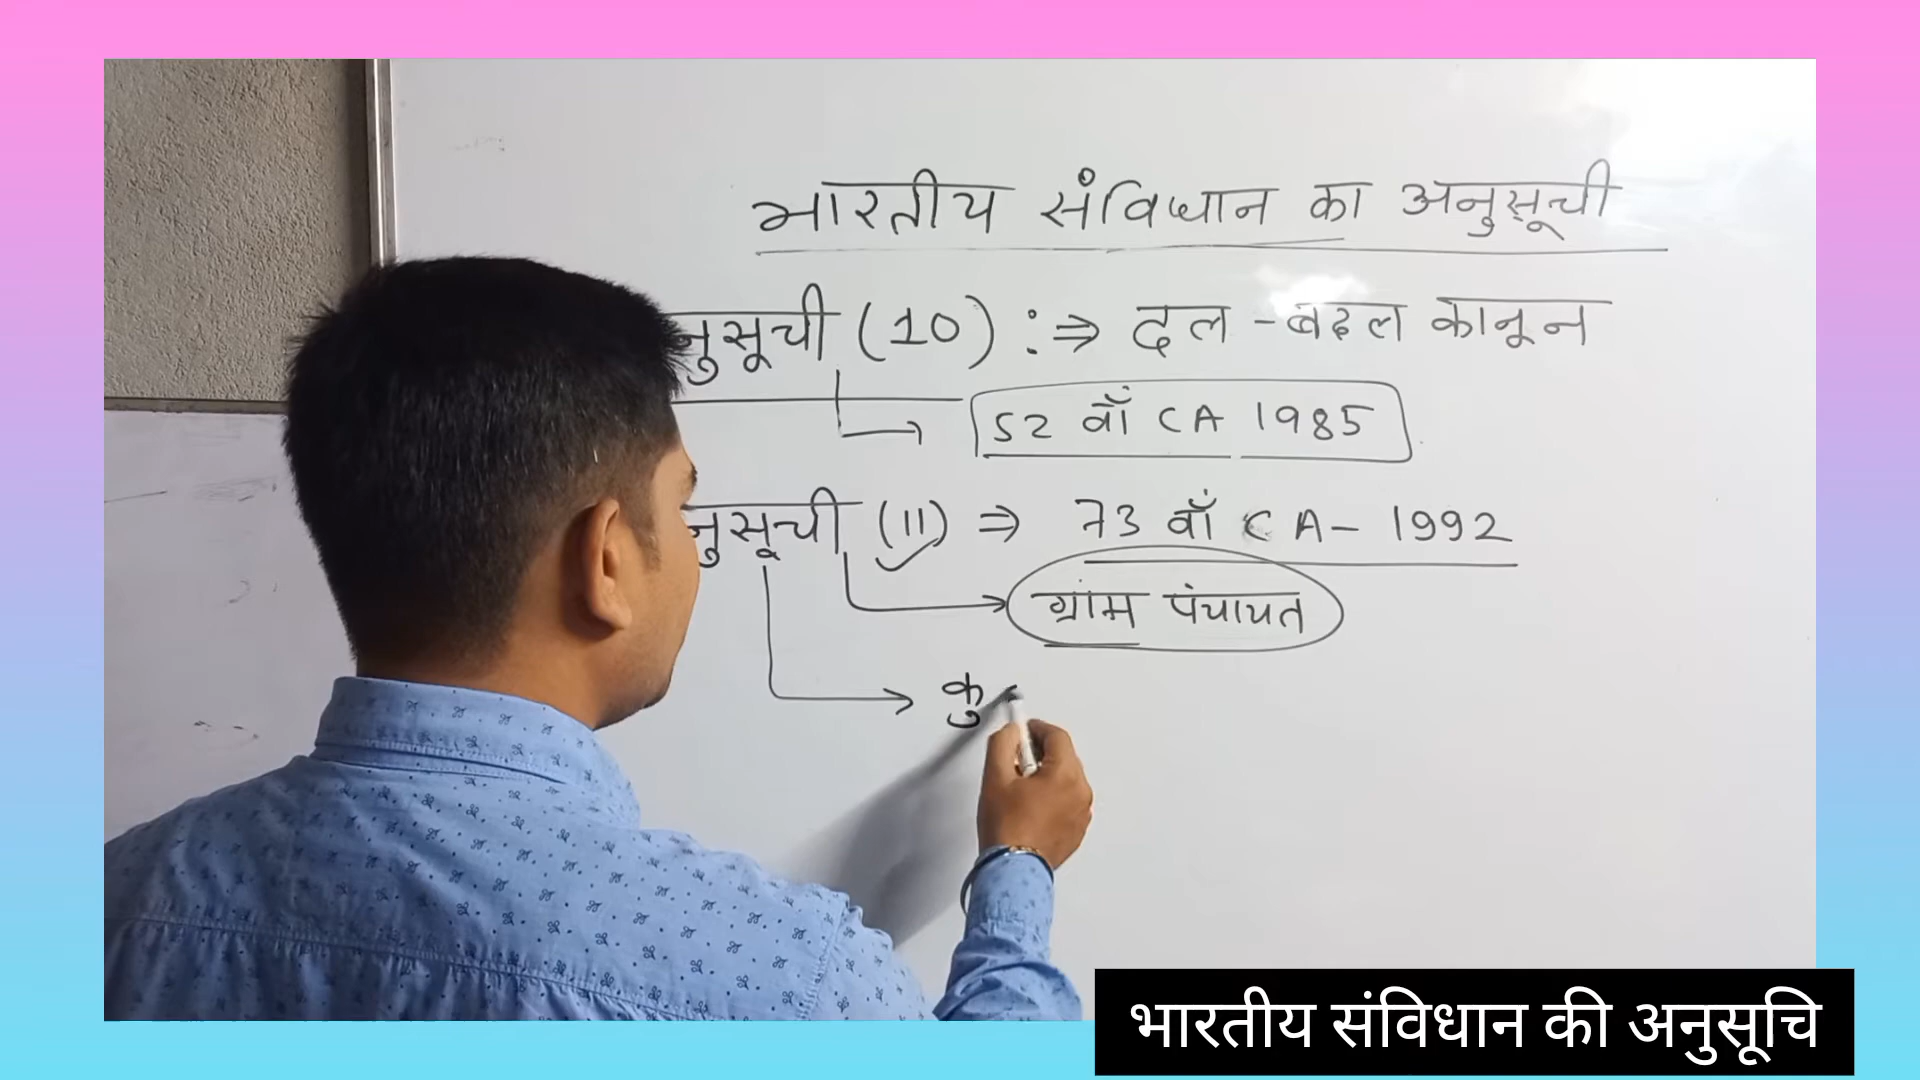 भारतीय संविधान का अनुसूची
नुसूची (10) :⇒ दल - बदल कानून
52 वाँ CA 1985
नुसूची (11) ⇒ 73 वाँ CA - 1992
ग्राम पंचायत
कु
भारतीय संविधान की अनुसूचि